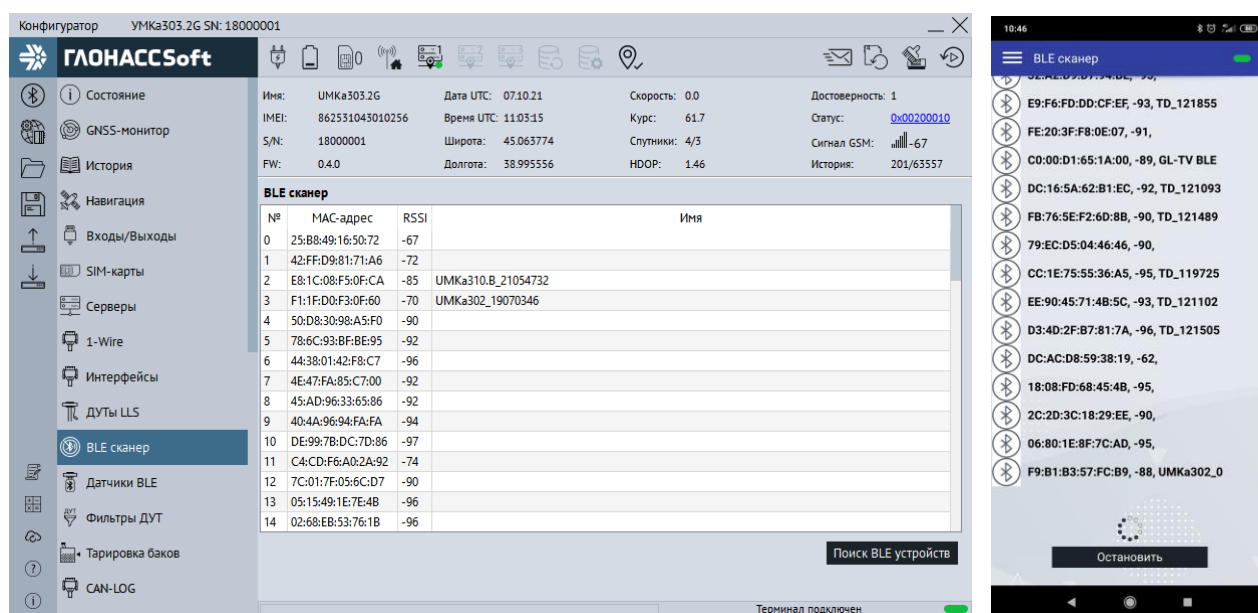 Конфигуратор УМКа303.2G SN: 18000001
ГЛОНАССSoft
Состояние
GNSS-монитор
История
Навигация
Входы/Выходы
SIM-карты
Серверы
1-Wire
Интерфейсы
ДУТы LLS
BLE сканер
Датчики BLE
Фильтры ДУТ
Тарировка баков
CAN-LOG
Имя: УМКа303.2G Дата UTC: 07.10.21 Скорость: 0.0 Достоверность: 1
IMEI: 862531043010256 Время UTC: 11:03:15 Курс: 61.7 Статус: 0x00200010
S/N: 18000001 Широта: 45.063774 Спутники: 4/3 Сигнал GSM: -67
FW: 0.4.0 Долгота: 38.995556 HDOP: 1.46 История: 201/63557
BLE сканер
№ MAC-адрес RSSI Имя
0 25:B8:49:16:50:72 -67
1 42:FF:D9:81:71:A6 -72
2 E8:1C:08:F5:0F:CA -85 UMKa310.B_21054732
3 F1:1F:D0:F3:0F:60 -70 UMKa302_19070346
4 50:D8:30:98:A5:F0 -90
5 78:6C:93:BF:BE:95 -92
6 44:38:01:42:F8:C7 -96
7 4E:47:FA:85:C7:00 -92
8 45:AD:96:33:65:86 -92
9 40:4A:96:94:FA:FA -94
10 DE:99:7B:DC:7D:86 -97
11 C4:CD:F6:A0:2A:92 -74
12 7C:01:7F:05:6C:D7 -90
13 05:15:49:1E:7E:4B -96
14 02:68:EB:53:76:1B -96
Поиск BLE устройств
Терминал подключен
10:46
BLE сканер
E9:F6:FD:DD:CF:EF, -93, TD_121855
FE:20:3F:F8:0E:07, -91,
C0:00:D1:65:1A:00, -89, GL-TV BLE
DC:16:5A:62:B1:EC, -92, TD_121093
FB:76:5E:F2:6D:8B, -90, TD_121489
79:EC:D5:04:46:46, -90,
CC:1E:75:55:36:A5, -95, TD_119725
EE:90:45:71:4B:5C, -93, TD_121102
D3:4D:2F:B7:81:7A, -96, TD_121505
DC:AC:D8:59:38:19, -62,
18:08:FD:68:45:4B, -95,
2C:2D:3C:18:29:EE, -90,
06:80:1E:8F:7C:AD, -95,
F9:B1:B3:57:FC:B9, -88, UMKa302_0
Остановить